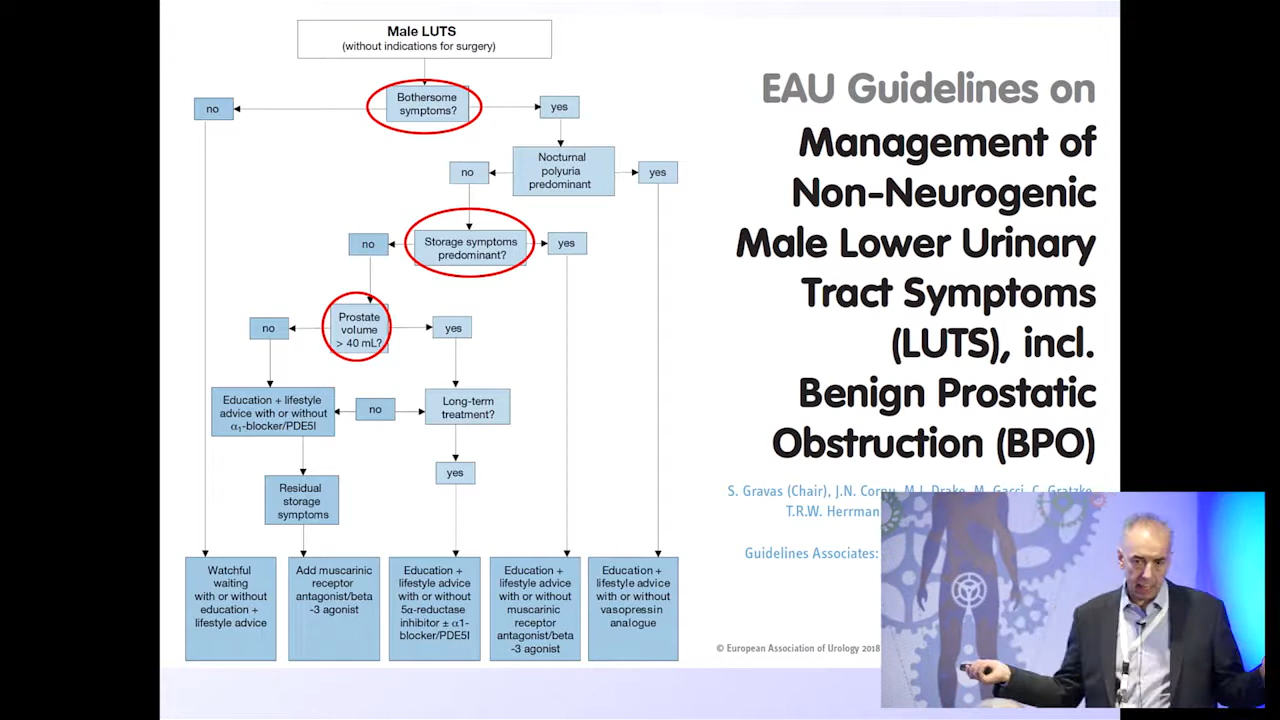 Male LUTS
(without indications for surgery)
Bothersome
symptoms?
no
yes
Nocturnal
polyuria
predominant
no
yes
Storage symptoms
predominant?
no
yes
Prostate
volume
> 40 mL?
no
yes
Education + lifestyle
advice with or without
α1-blocker/PDE5I
no
Long-term
treatment?
yes
Residual
storage
symptoms
Watchful
waiting
with or without
education +
lifestyle advice
Add muscarinic
receptor
antagonist/beta
-3 agonist
Education +
lifestyle advice
with or without
5α-reductase
inhibitor ± α1-
blocker/PDE5I
Education +
lifestyle advice
with or without
muscarinic
receptor
antagonist/beta
-3 agonist
Education +
lifestyle advice
with or without
vasopressin
analogue
EAU Guidelines on
Management of
Non-Neurogenic
Male Lower Urinary
Tract Symptoms
(LUTS), incl.
Benign Prostatic
Obstruction (BPO)
S. Gravas (Chair), J.N. Cornu, M.J. Drake, M. Gacci, C. Gratzke,
T.R.W. Herrman
Guidelines Associates:
© European Association of Urology 2018